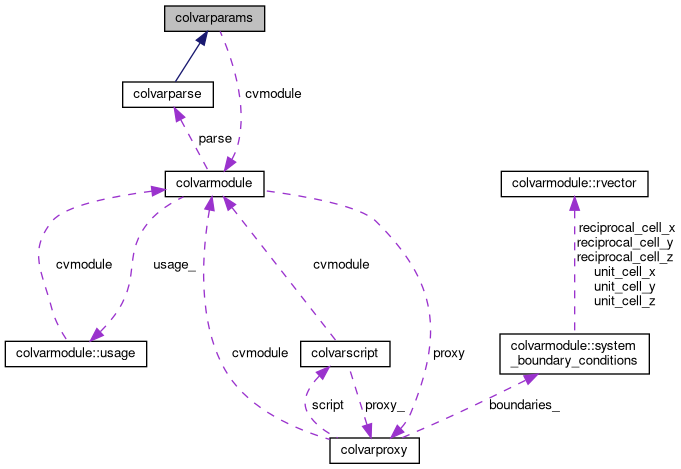 colvarparams
colvarparse
cvmodule
parse
colvarmodule
colvarmodule::rvector
reciprocal_cell_x
reciprocal_cell_y
reciprocal_cell_z
unit_cell_x
unit_cell_y
unit_cell_z
cvmodule
usage_
cvmodule
colvarmodule::usage
cvmodule
colvarscript
proxy
colvarmodule::system
_boundary_conditions
script
proxy_
boundaries_
colvarproxy